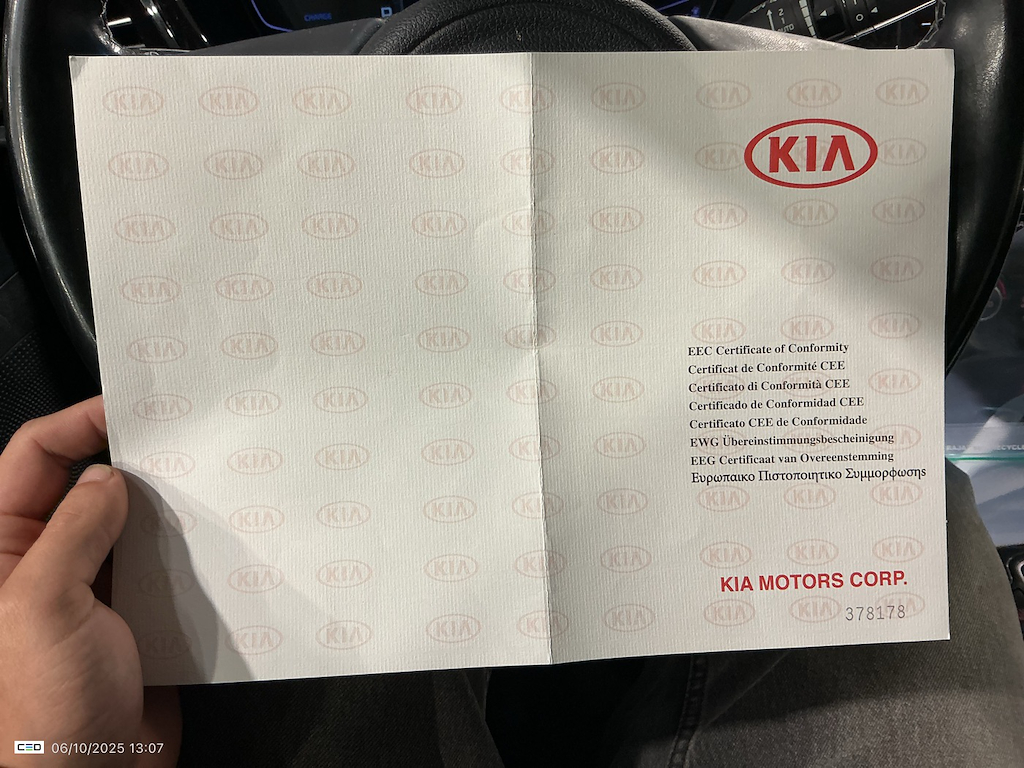 CHARGE
KIA
EEC Certificate of Conformity
Certificat de Conformité CEE
Certificato di Conformità CEE
Certificado de Conformidad CEE
Certificato CEE de Conformidade
EWG Übereinstimmungsbescheinigung
EEG Certificaat van Overeenstemming
Ευρωπαικο Πιστοποιητικο Συμμορφωσης
KIA MOTORS CORP.
378178
CEO 06/10/2025 13:07